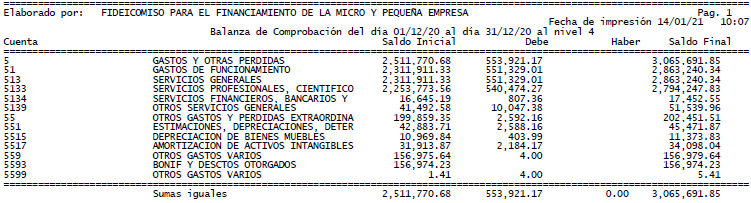 Elaborado por: FIDEICOMISO PARA EL FINANCIAMIENTO DE LA MICRO Y PEQUEÑA EMPRESA Pag. 1
Fecha de impresión 14/01/21 10:07
Balanza de Comprobación del día 01/12/20 al día 31/12/20 al nivel 4
Cuenta Saldo Inicial Debe Haber Saldo Final
5 GASTOS Y OTRAS PERDIDAS 2,511,770.68 553,921.17 3,065,691.85
51 GASTOS DE FUNCIONAMIENTO 2,311,911.33 551,329.01 2,863,240.34
513 SERVICIOS GENERALES 2,311,911.33 551,329.01 2,863,240.34
5133 SERVICIOS PROFESIONALES, CIENTIFICO 2,253,773.56 540,474.27 2,794,247.83
5134 SERVICIOS FINANCIEROS, BANCARIOS Y 16,645.19 807.36 17,452.55
5139 OTROS SERVICIOS GENERALES 41,492.58 10,047.38 51,539.96
55 OTROS GASTOS Y PERDIDAS EXTRAORDINA 199,859.35 2,592.16 202,451.51
551 ESTIMACIONES, DEPRECIACIONES, DETER 42,883.71 2,588.16 45,471.87
5515 DEPRECIACION DE BIENES MUEBLES 10,969.84 403.99 11,373.83
5517 AMORTIZACION DE ACTIVOS INTANGIBLES 31,913.87 2,184.17 34,098.04
559 OTROS GASTOS VARIOS 156,975.64 4.00 156,979.64
5593 BONIF Y DESCTOS OTORGADOS 156,974.23 156,974.23
5599 OTROS GASTOS VARIOS 1.41 4.00 5.41
Sumas iguales 2,511,770.68 553,921.17 0.00 3,065,691.85